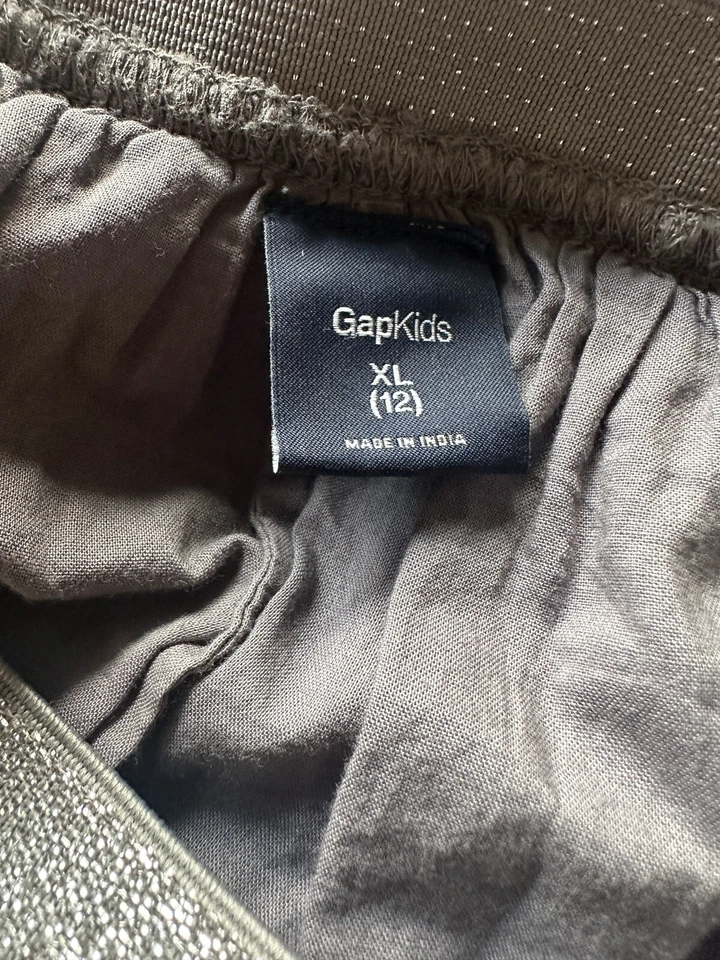 GapKids
XL
(12)
MADE IN INDIA